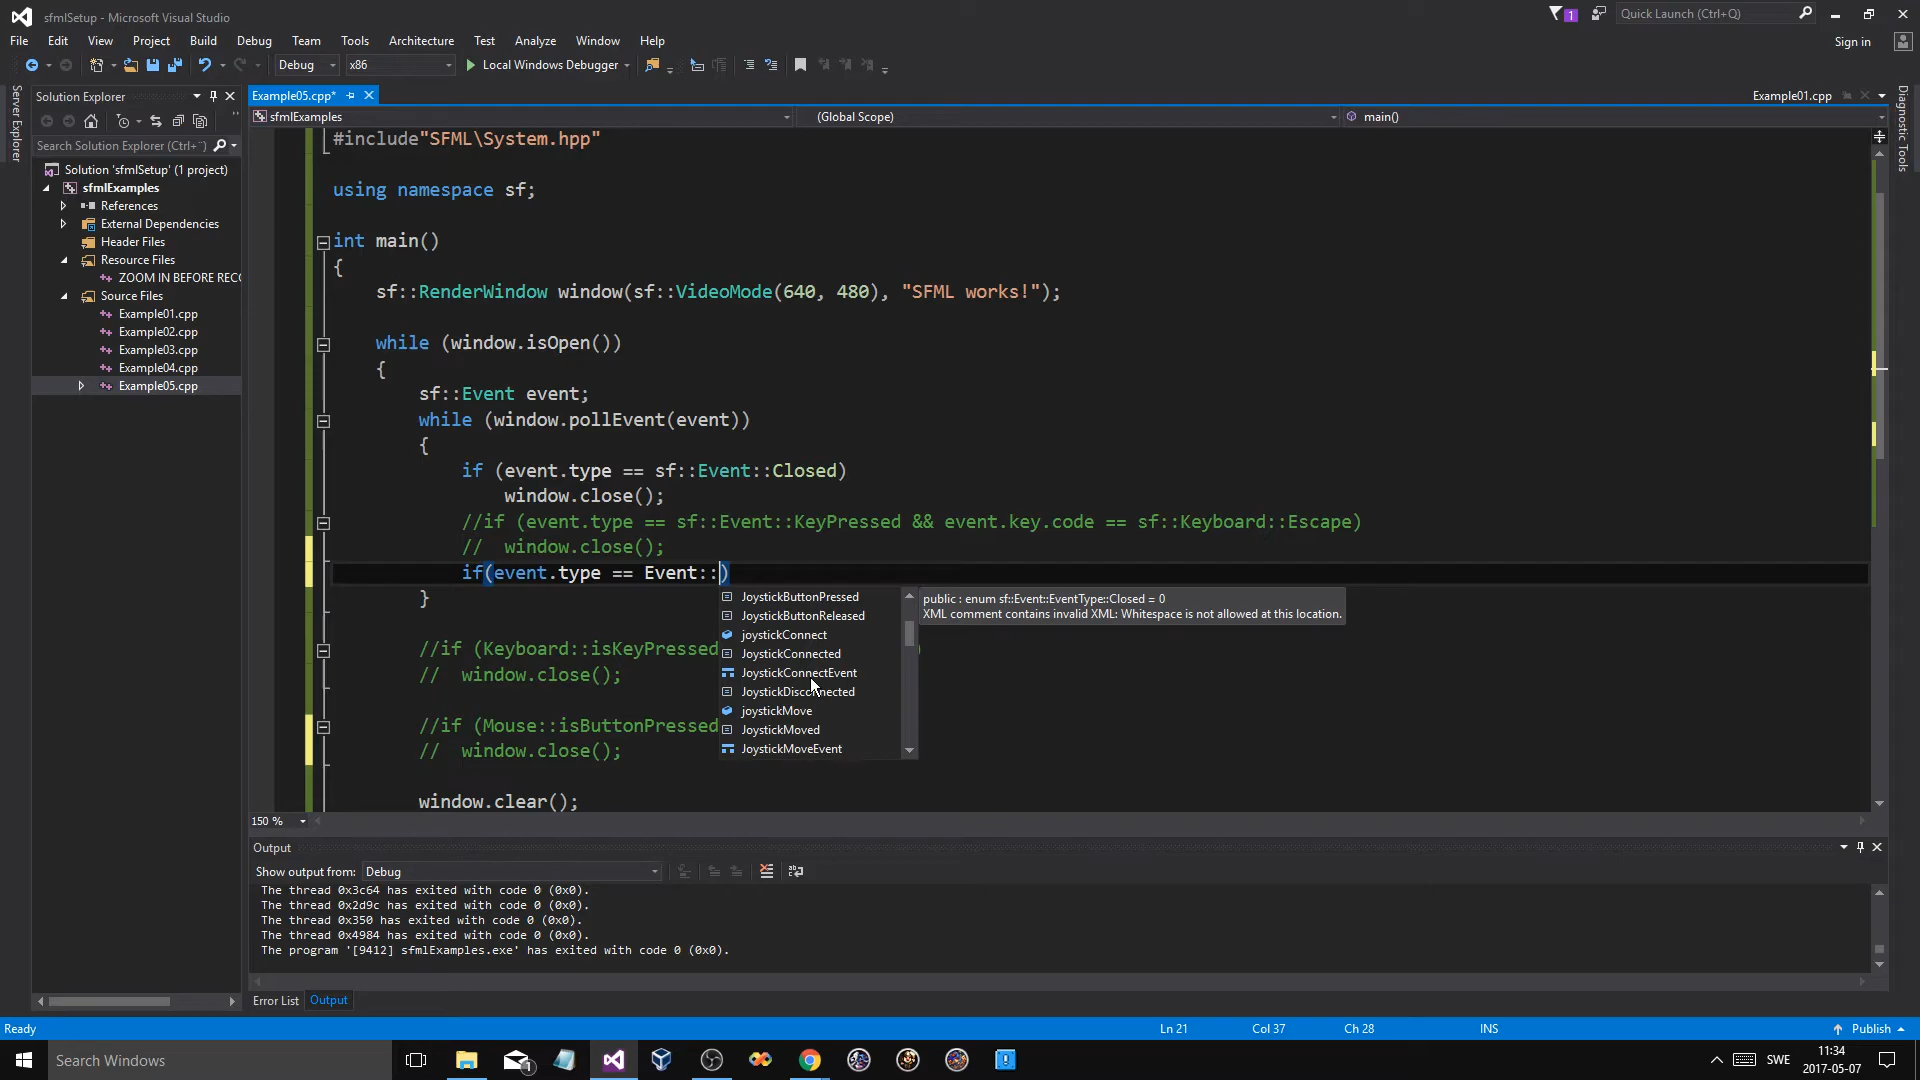 sfmlSetup - Microsoft Visual Studio
1
Quick Launch (Ctrl+Q)
File Edit View Project Build Debug Team Tools Architecture Test Analyze Window Help
Sign in
Debug x86 Local Windows Debugger
Server Explorer
Solution Explorer
Search Solution Explorer (Ctrl+¨)
Solution 'sfmlSetup' (1 project)
sfmlExamples
References
External Dependencies
Header Files
Resource Files
ZOOM IN BEFORE REC
Source Files
Example01.cpp
Example02.cpp
Example03.cpp
Example04.cpp
Example05.cpp
Example05.cpp*
Example01.cpp
sfmlExamples
(Global Scope)
main()
Diagnostic Tools
#include"SFML\System.hpp"
using namespace sf;
int main()
{
sf::RenderWindow window(sf::VideoMode(640, 480), "SFML works!");
while (window.isOpen())
{
sf::Event event;
while (window.pollEvent(event))
{
if (event.type == sf::Event::Closed)
window.close();
//if (event.type == sf::Event::KeyPressed && event.key.code == sf::Keyboard::Escape)
// window.close();
if(event.type == Event::)
}
//if (Keyboard::isKeyPressed )
// window.close();
//if (Mouse::isButtonPressed
// window.close();
window.clear();
JoystickButtonPressed
JoystickButtonReleased
joystickConnect
JoystickConnected
JoystickConnectEvent
JoystickDisconnected
joystickMove
JoystickMoved
JoystickMoveEvent
public : enum sf::Event::EventType::Closed = 0
XML comment contains invalid XML: Whitespace is not allowed at this location.
150 %
Output
Show output from: Debug
The thread 0x3c64 has exited with code 0 (0x0).
The thread 0x2d9c has exited with code 0 (0x0).
The thread 0x350 has exited with code 0 (0x0).
The thread 0x4984 has exited with code 0 (0x0).
The program '[9412] sfmlExamples.exe' has exited with code 0 (0x0).
Error List Output
Ready
Ln 21 Col 37 Ch 28 INS
Publish
Search Windows
1
SWE
11:34
2017-05-07